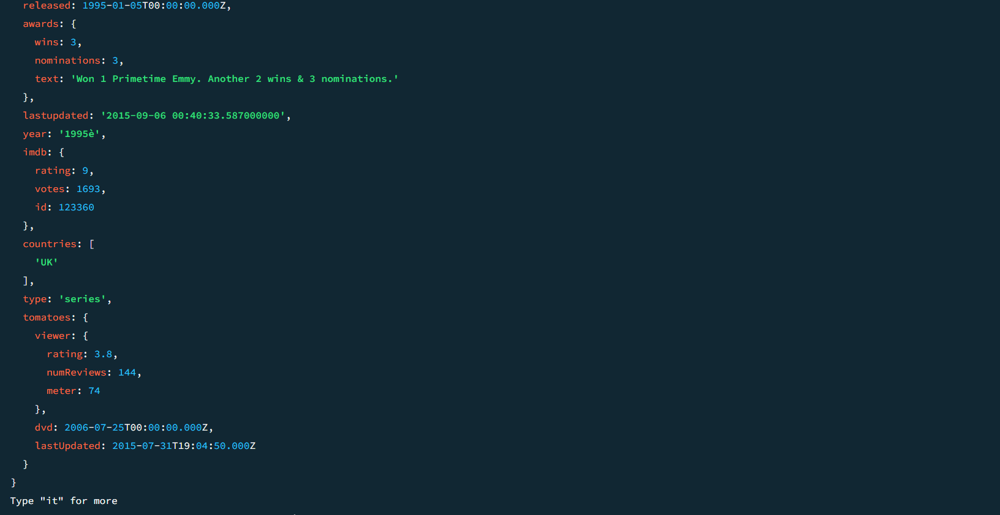 released: 1995-01-05T00:00:00.000Z,
awards: {
wins: 3,
nominations: 3,
text: 'Won 1 Primetime Emmy. Another 2 wins & 3 nominations.'
},
lastupdated: '2015-09-06 00:40:33.587000000',
year: '1995è',
imdb: {
rating: 9,
votes: 1693,
id: 123360
},
countries: [
'UK'
],
type: 'series',
tomatoes: {
viewer: {
rating: 3.8,
numReviews: 144,
meter: 74
},
dvd: 2006-07-25T00:00:00.000Z,
lastUpdated: 2015-07-31T19:04:50.000Z
}
}
Type "it" for more